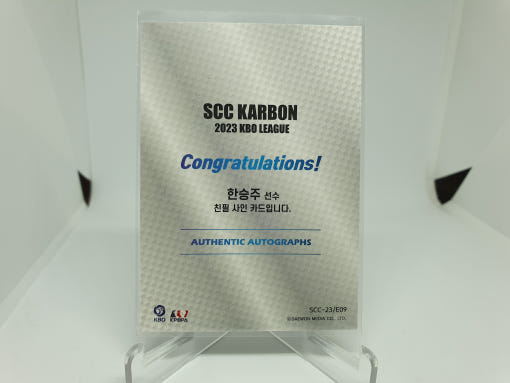 SCC KARBON
2023 KBO LEAGUE
Congratulations!
한승주 선수
친필 사인 카드입니다.
AUTHENTIC AUTOGRAPHS
SCC-23/E09
KBO KPBPA
©DAEWON MEDIA CO., LTD.